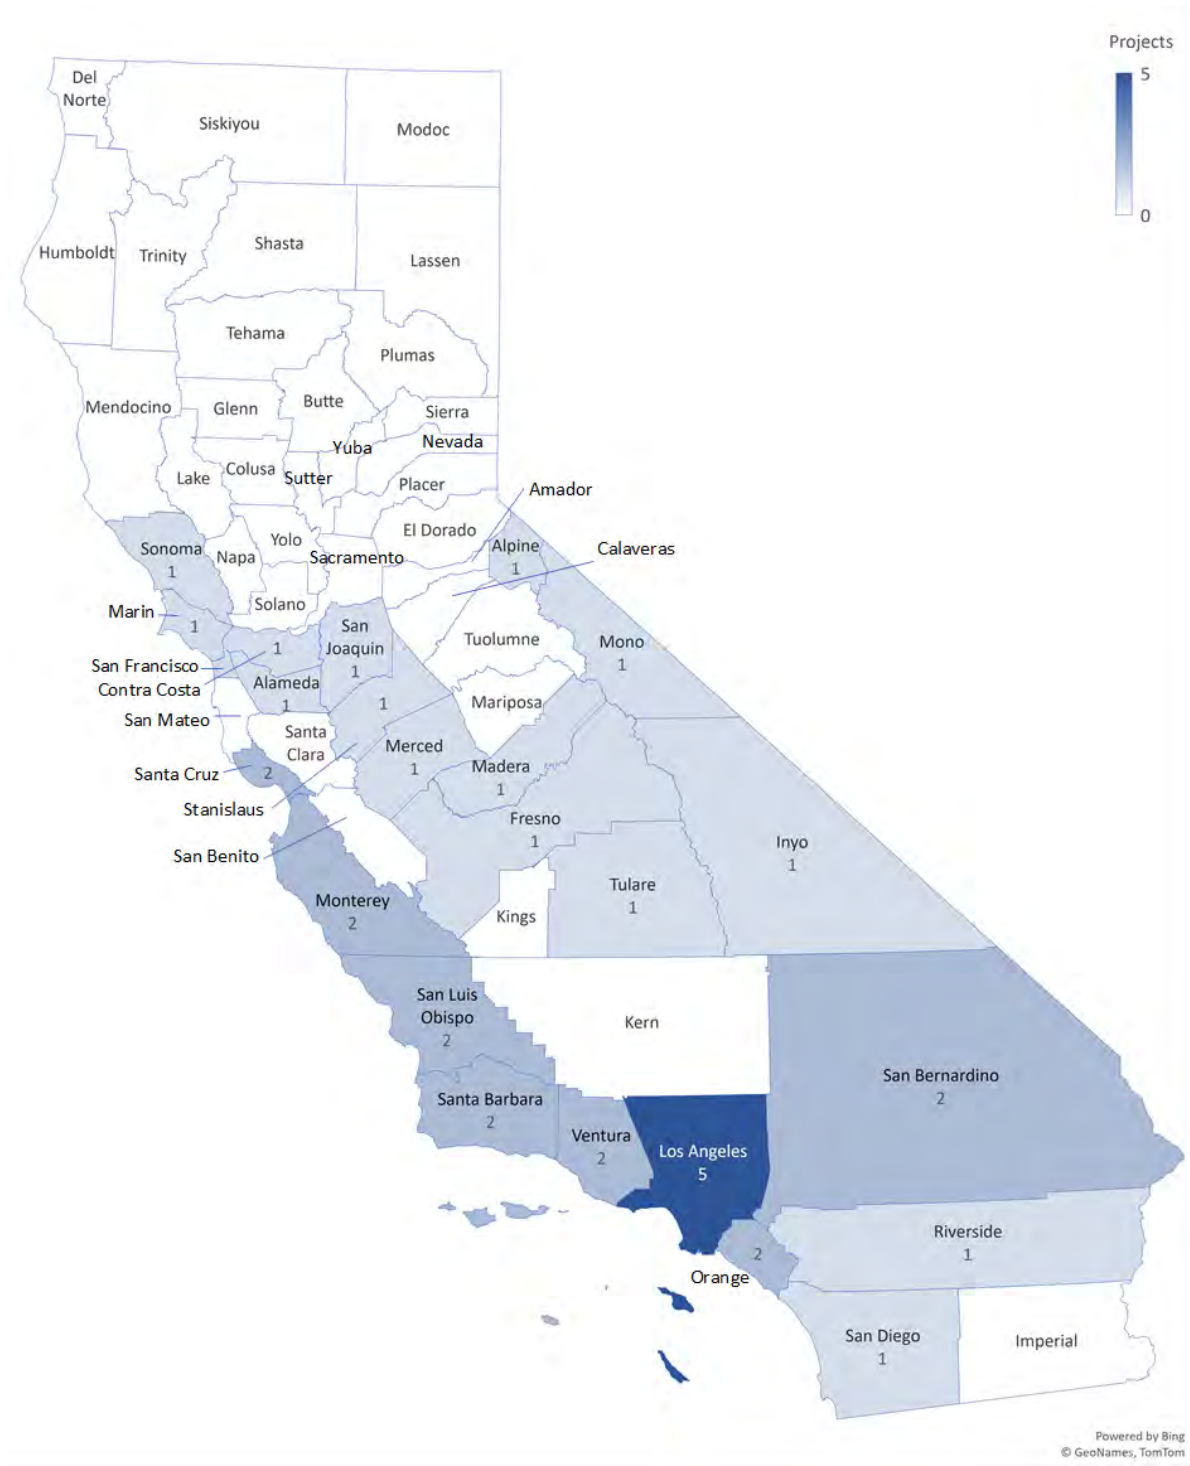 Projects
5
0
Del
Norte
Siskiyou
Modoc
Humboldt
Trinity
Shasta
Lassen
Tehama
Plumas
Mendocino
Glenn
Butte
Sierra
Nevada
Yuba
Lake
Colusa
Sutter
Placer
Amador
El Dorado
Sonoma
1
Napa
Yolo
Sacramento
Alpine
1
Calaveras
Marin
1
Solano
San
Joaquin
1
Tuolumne
Mono
1
San Francisco
1
Contra Costa
Alameda
1
San Mateo
1
Mariposa
Santa
Clara
Merced
1
Madera
1
Santa Cruz
2
Stanislaus
Fresno
1
San Benito
Inyo
1
Tulare
1
Monterey
2
Kings
San Luis
Obispo
2
Kern
San Bernardino
2
Santa Barbara
2
Ventura
2
Los Angeles
5
Riverside
1
2
Orange
San Diego
1
Imperial
Powered by Bing
© GeoNames, TomTom